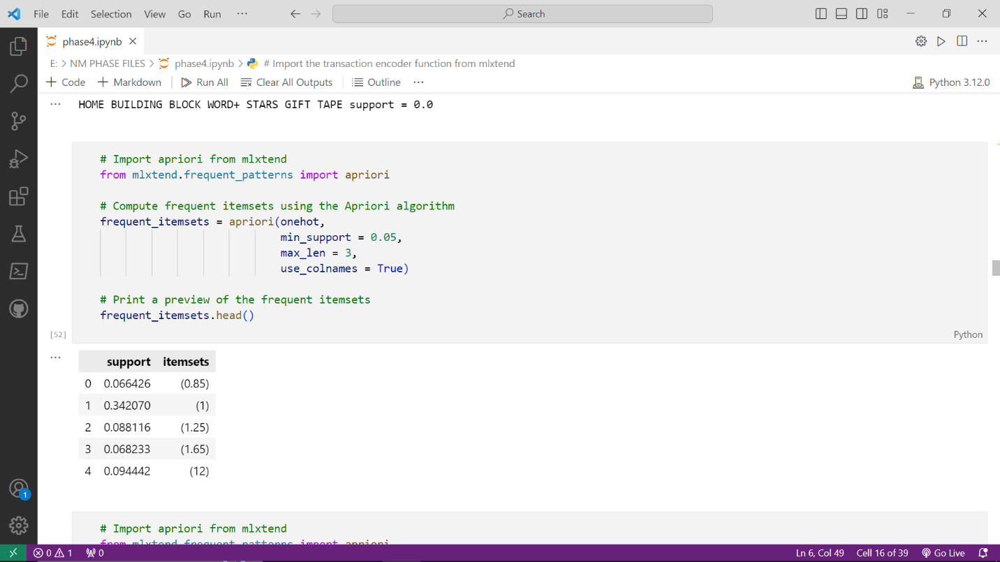 File Edit Selection View Go Run ··· Search
phase4.ipynb
E: > NM PHASE FILES > phase4.ipynb > # Import the transaction encoder function from mlxtend
+ Code + Markdown Run All Clear All Outputs Outline ··· Python 3.12.0
HOME BUILDING BLOCK WORD+ STARS GIFT TAPE support = 0.0
# Import apriori from mlxtend
from mlxtend.frequent_patterns import apriori
# Compute frequent itemsets using the Apriori algorithm
frequent_itemsets = apriori(onehot,
min_support = 0.05,
max_len = 3,
use_colnames = True)
# Print a preview of the frequent itemsets
frequent_itemsets.head()
[52] Python
support itemsets
0 0.066426 (0.85)
1 0.342070 (1)
2 0.088116 (1.25)
3 0.068233 (1.65)
4 0.094442 (12)
# Import apriori from mlxtend
from mlxtend.frequent_patterns import apriori
1
0 1 0 Ln 6, Col 49 Cell 16 of 39 Go Live